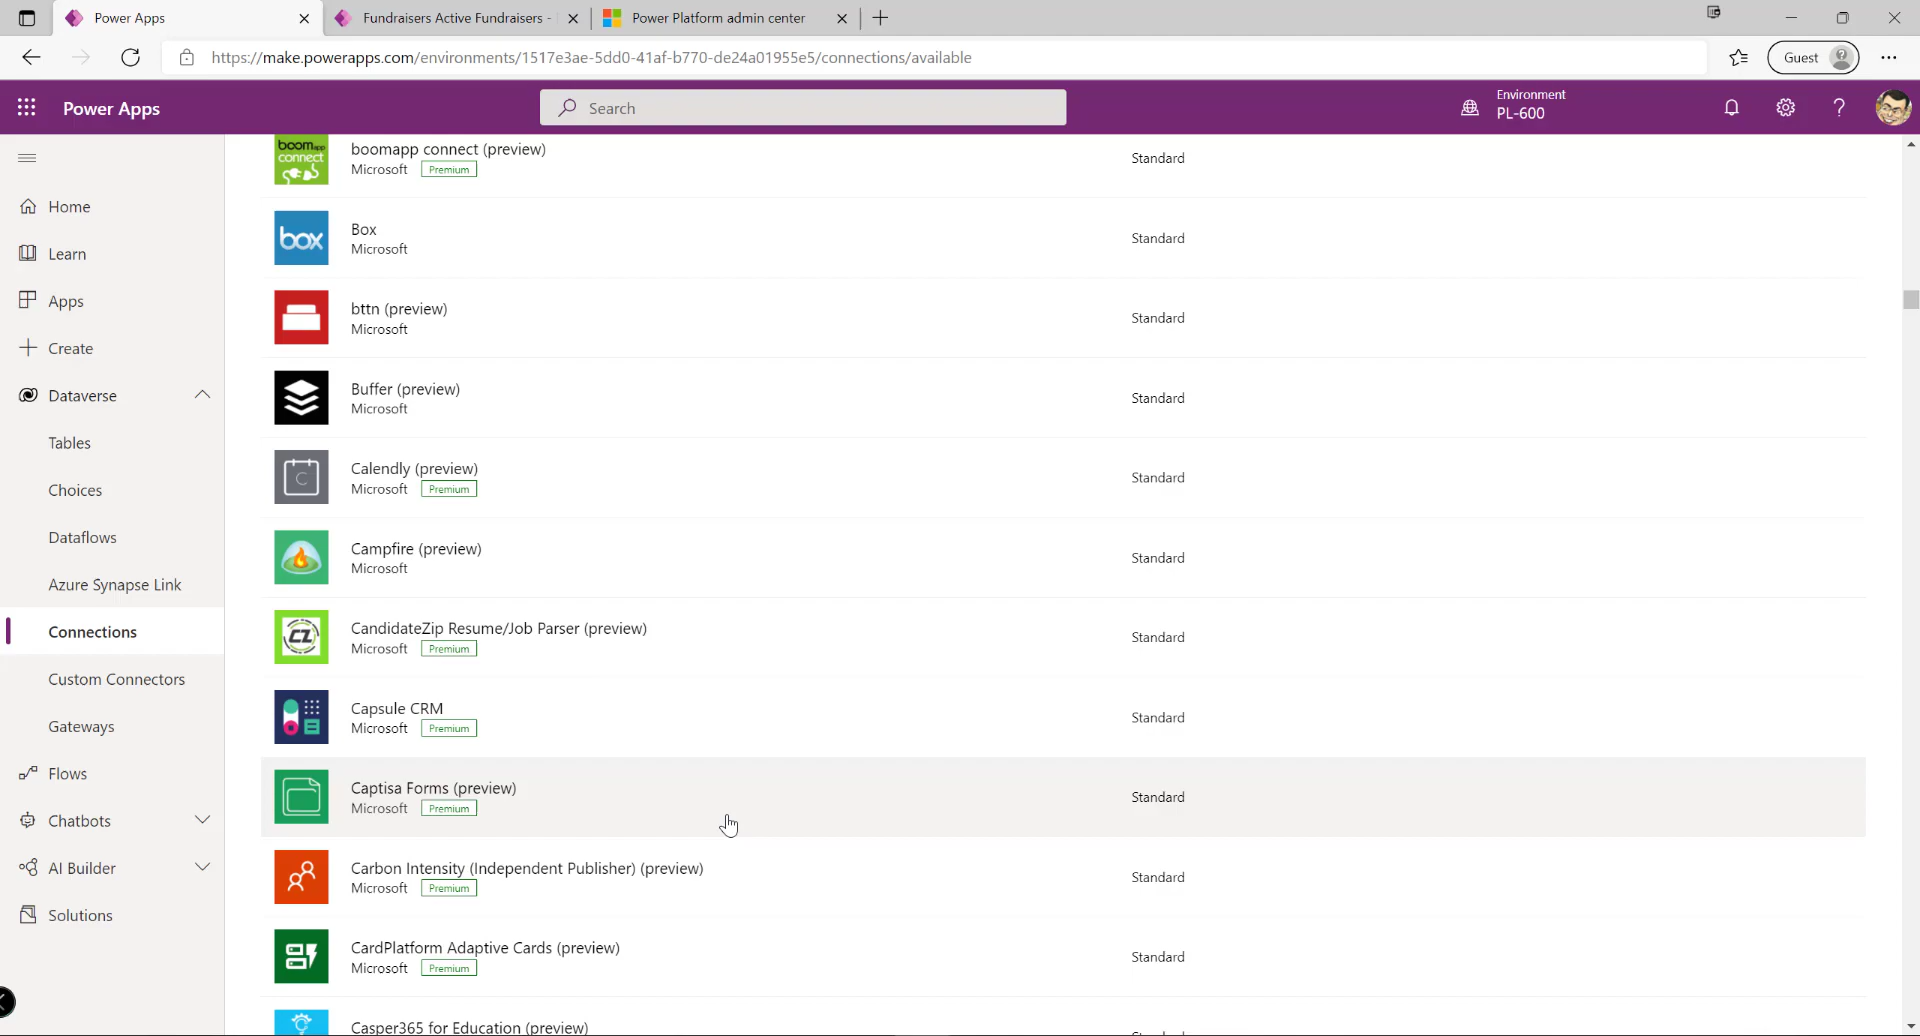 Power Apps
Fundraisers Active Fundraisers -
Power Platform admin center
https://make.powerapps.com/environments/1517e3ae-5dd0-41af-b770-de24a01955e5/connections/available
Guest
Power Apps
Search
Environment
PL-600
Home
Learn
Apps
Create
Dataverse
Tables
Choices
Dataflows
Azure Synapse Link
Connections
Custom Connectors
Gateways
Flows
Chatbots
AI Builder
Solutions
boomapp connect
boomapp connect (preview)
Microsoft Premium
Standard
box
Box
Microsoft
Standard
bttn (preview)
Microsoft
Standard
Buffer (preview)
Microsoft
Standard
C
Calendly (preview)
Microsoft Premium
Standard
Campfire (preview)
Microsoft
Standard
CZ
CandidateZip Resume/Job Parser (preview)
Microsoft Premium
Standard
Capsule CRM
Microsoft Premium
Standard
Captisa Forms (preview)
Microsoft Premium
Standard
Carbon Intensity (Independent Publisher) (preview)
Microsoft Premium
Standard
CardPlatform Adaptive Cards (preview)
Microsoft Premium
Standard
Casper365 for Education (preview)